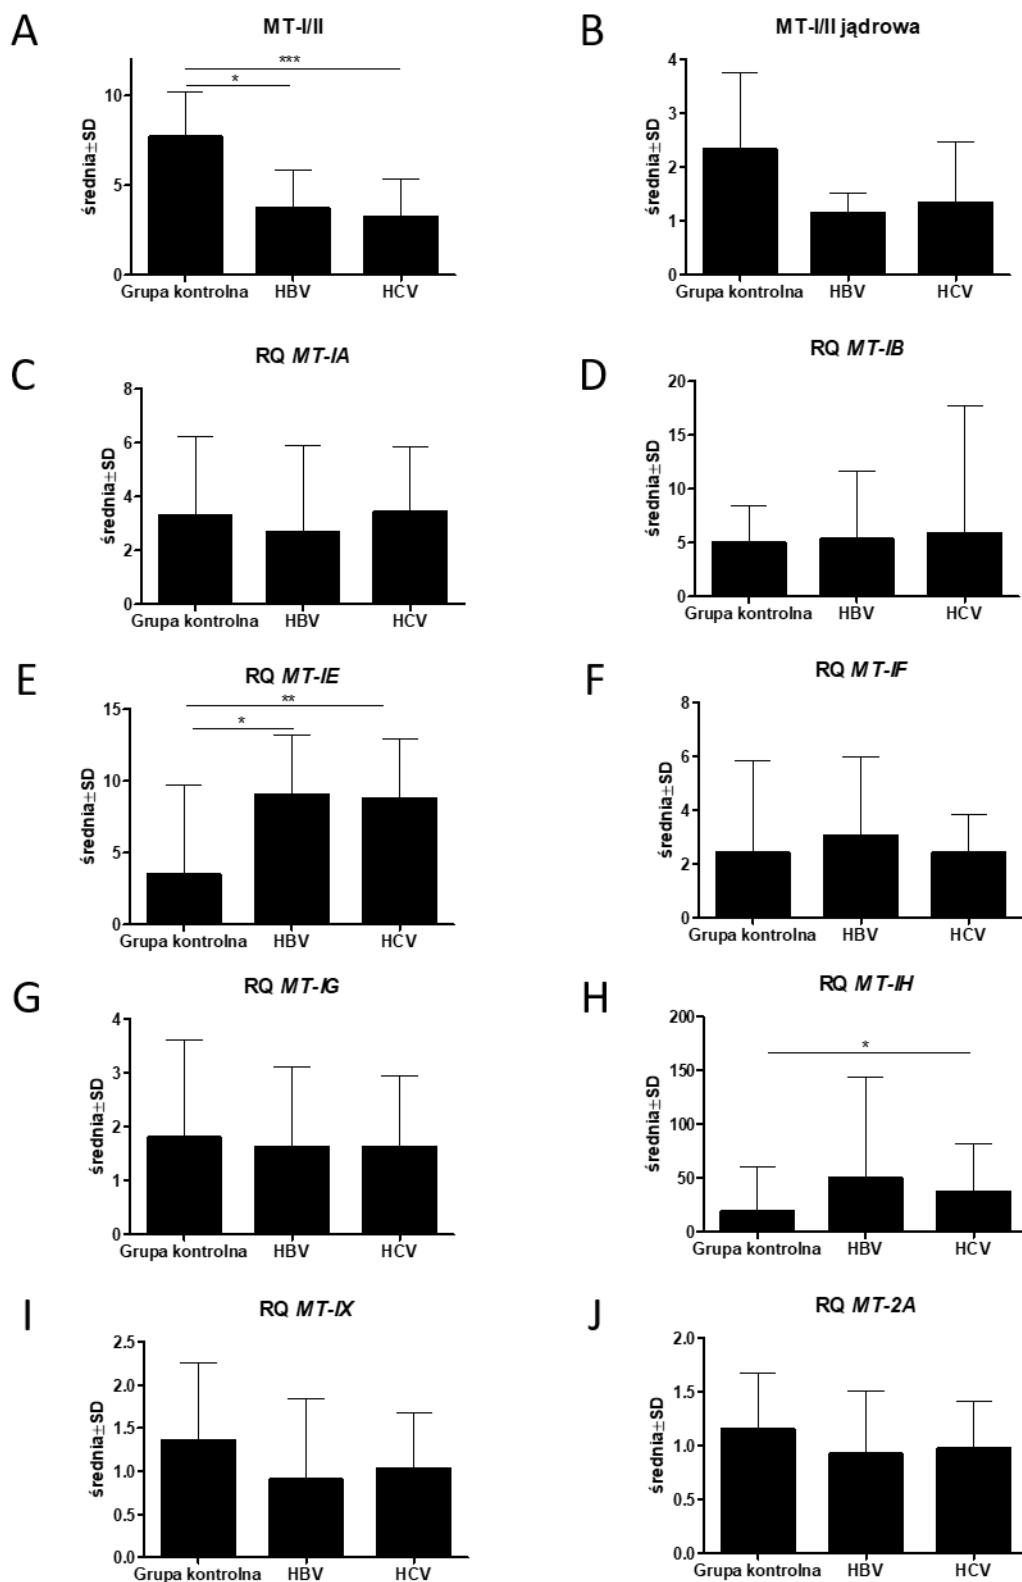 A
MT-I/II
***
*
średnia±SD
10
5
0
Grupa kontrolna
HBV
HCV
B
MT-I/II jądrowa
średnia±SD
4
3
2
1
0
Grupa kontrolna
HBV
HCV
C
RQ MT-IA
średnia±SD
8
6
4
2
0
Grupa kontrolna
HBV
HCV
D
RQ MT-IB
średnia±SD
20
15
10
5
0
Grupa kontrolna
HBV
HCV
E
RQ MT-IE
**
*
średnia±SD
15
10
5
0
Grupa kontrolna
HBV
HCV
F
RQ MT-IF
średnia±SD
8
6
4
2
0
Grupa kontrolna
HBV
HCV
G
RQ MT-IG
średnia±SD
4
3
2
1
0
Grupa kontrolna
HBV
HCV
H
RQ MT-IH
*
średnia±SD
200
150
100
50
0
Grupa kontrolna
HBV
HCV
I
RQ MT-IX
średnia±SD
2.5
2.0
1.5
1.0
0.5
0.0
Grupa kontrolna
HBV
HCV
J
RQ MT-2A
średnia±SD
2.0
1.5
1.0
0.5
0.0
Grupa kontrolna
HBV
HCV